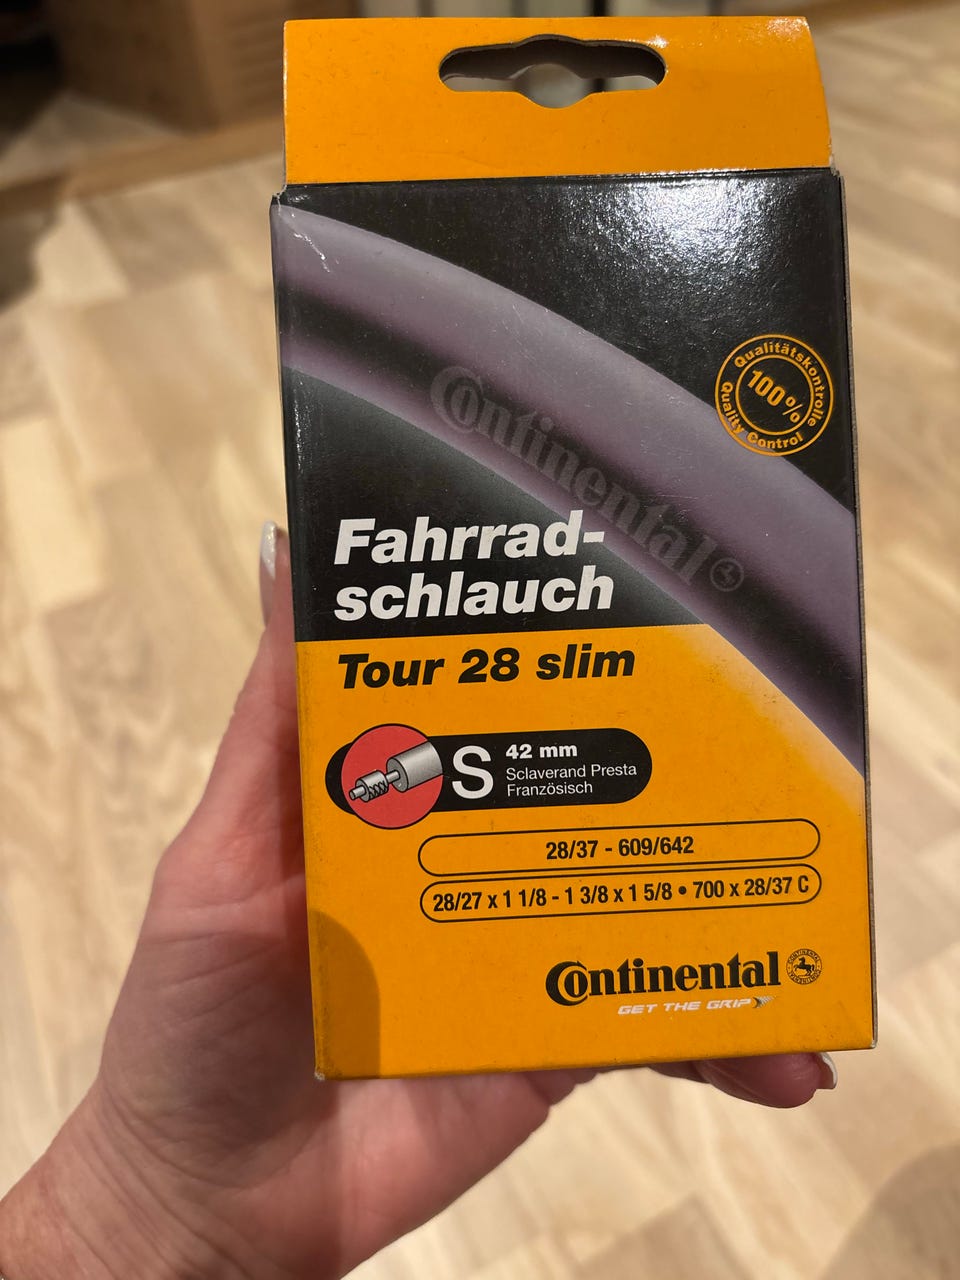 Continental
Qualitätskontrolle
100%
Quality Control
Fahrrad-
schlauch
Tour 28 slim
S
42 mm
Sclaverand Presta
Französisch
28/37 - 609/642
28/27 x 1 1/8 - 1 3/8 x 1 5/8 • 700 x 28/37 C
Continental
GET THE GRIP